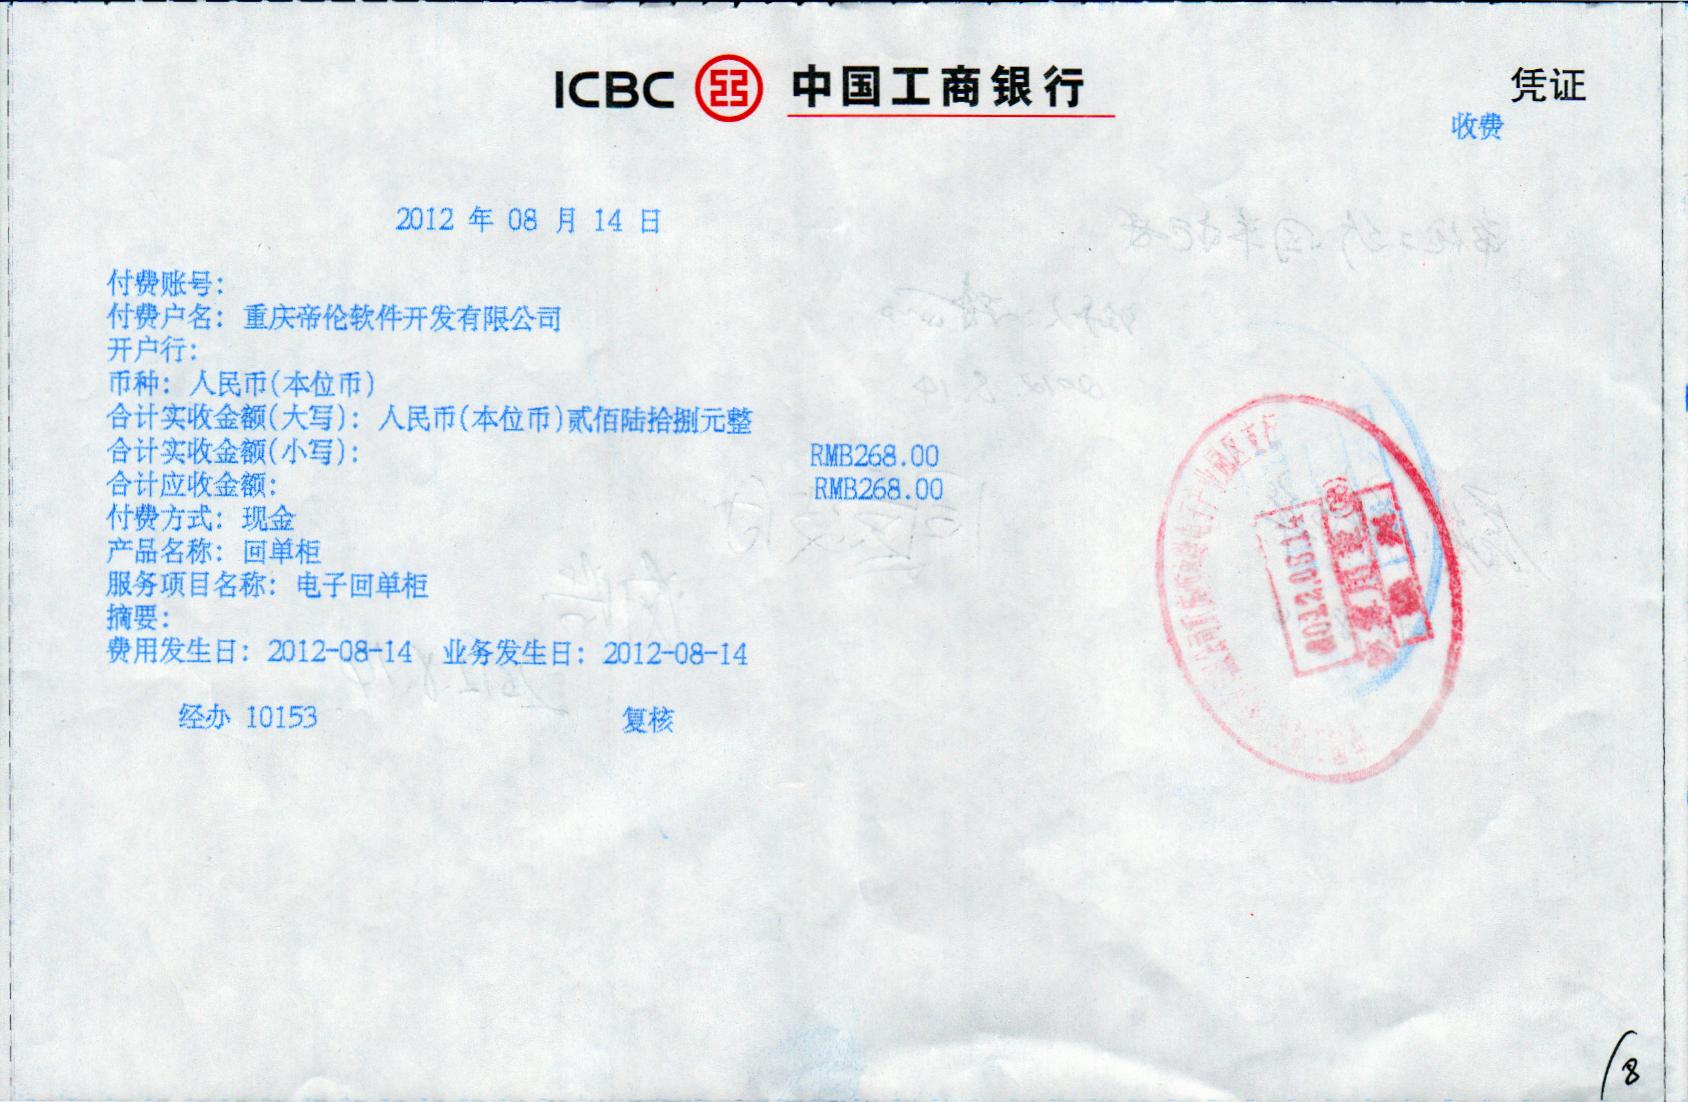 ICBC 中国工商银行
凭证
收费
2012 年 08 月 14 日
付费账号:
付费户名: 重庆帝伦软件开发有限公司
开户行:
币种: 人民币(本位币)
合计实收金额(大写): 人民币(本位币)贰佰陆拾捌元整
合计实收金额(小写): RMB268.00
合计应收金额: RMB268.00
付费方式: 现金
产品名称: 回单柜
服务项目名称: 电子回单柜
摘要:
费用发生日: 2012-08-14 业务发生日: 2012-08-14
经办 10153 复核
2012.08.14
8